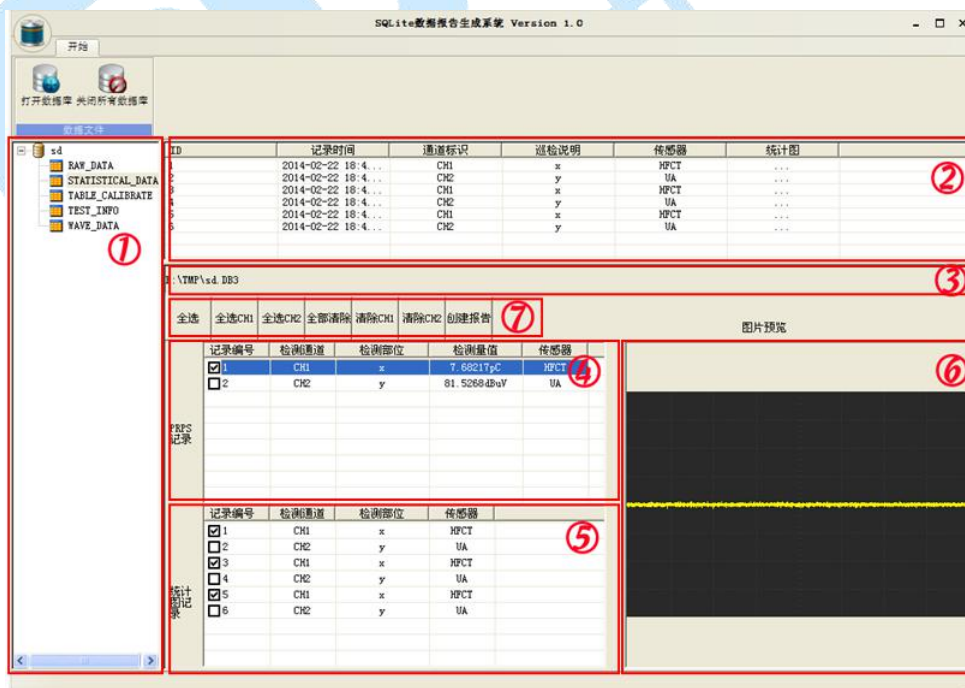 SQLite数据报告生成系统 Version 1.0
开始
打开数据库 关闭所有数据库
数据文件
sd
RAW_DATA
STATISTICAL_DATA
TABLE_CALIBRATE
TEST_INFO
WAVE_DATA
①
ID 记录时间 通道标识 巡检说明 传感器 统计图
1 2014-02-22 18:4... CH1 x HFCT ...
2 2014-02-22 18:4... CH2 y UA ...
3 2014-02-22 18:4... CH1 x HFCT ...
4 2014-02-22 18:4... CH2 y UA ...
5 2014-02-22 18:4... CH1 x HFCT ...
6 2014-02-22 18:4... CH2 y UA ...
②
:\TMP\sd.DB3
③
全选 全选CH1 全选CH2 全部清除 清除CH1 清除CH2 创建报告
⑦
图片预览
PRPS
记录
记录编号 检测通道 检测部位 检测量值 传感器
1 CH1 x 7.68217pC HFCT
2 CH2 y 81.5268dBuV UA
④
⑥
统计
图记
录
记录编号 检测通道 检测部位 传感器
1 CH1 x HFCT
2 CH2 y UA
3 CH1 x HFCT
4 CH2 y UA
5 CH1 x HFCT
6 CH2 y UA
⑤